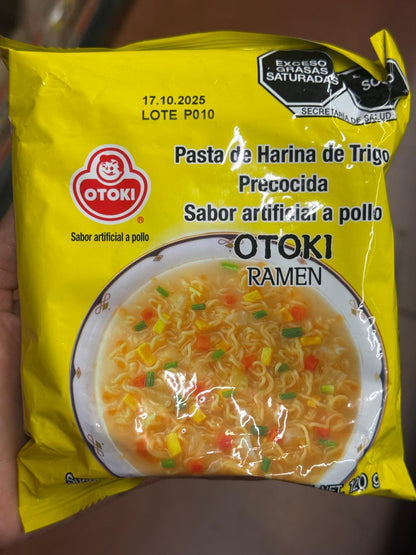 EXCESO
GRASAS
SATURADAS
SECRETARÍA DE SALUD
17.10.2025
LOTE P010
Pasta de Harina de Trigo
Precocida
Sabor artificial a pollo
OTOKI
®
Sabor artificial a pollo
OTOKI
RAMEN
120 g